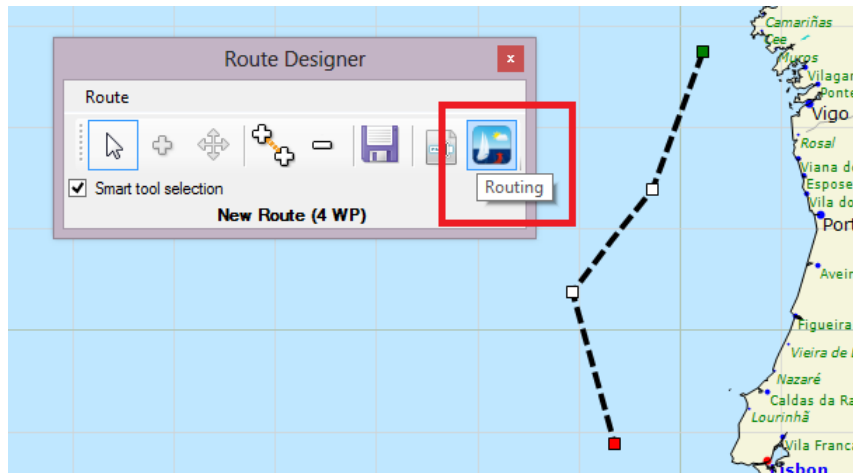 Route Designer
x
Route
Smart tool selection
Routing
New Route (4 WP)
Camariñas
Cee
Muros
Vilagar
Ponte
Vigo
Rosal
Viana do
Espose
Vila do
Port
Aveir
Figueira
Vieira de
Nazaré
Caldas da Ra
Lourinhã
Vila Franca
Lisbon